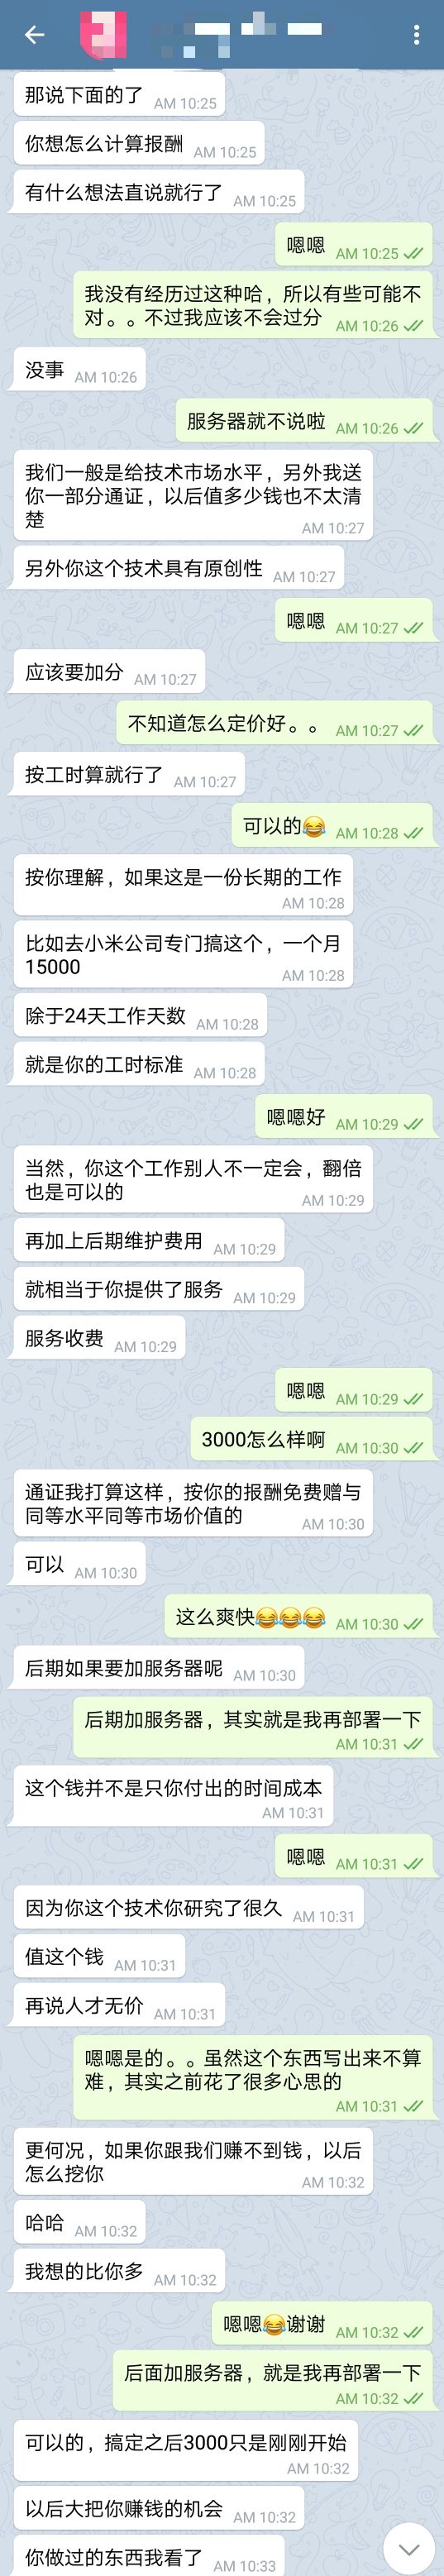 那说下面的了 AM 10:25
你想怎么计算报酬 AM 10:25
有什么想法直说就行了 AM 10:25
嗯嗯 AM 10:25
我没有经历过这种哈，所以有些可能不
对。。不过我应该不会过分 AM 10:26
没事 AM 10:26
服务器就不说啦 AM 10:26
我们一般是给技术市场水平，另外我送
你一部分通证，以后值多少钱也不太清
楚 AM 10:27
另外你这个技术具有原创性 AM 10:27
嗯嗯 AM 10:27
应该要加分 AM 10:27
不知道怎么定价好。。 AM 10:27
按工时算就行了 AM 10:27
可以的😂 AM 10:28
按你理解，如果这是一份长期的工作
AM 10:28
比如去小米公司专门搞这个，一个月
15000 AM 10:28
除于24天工作天数 AM 10:28
就是你的工时标准 AM 10:28
嗯嗯好 AM 10:29
当然，你这个工作别人不一定会，翻倍
也是可以的 AM 10:29
再加上后期维护费用 AM 10:29
就相当于你提供了服务 AM 10:29
服务收费 AM 10:29
嗯嗯 AM 10:29
3000怎么样啊 AM 10:30
通证我打算这样，按你的报酬免费赠与
同等水平同等市场价值的 AM 10:30
可以 AM 10:30
这么爽快😂😂😂 AM 10:30
后期如果要加服务器呢 AM 10:30
后期加服务器，其实就是我再部署一下
AM 10:31
这个钱并不是只你付出的时间成本
AM 10:31
嗯嗯 AM 10:31
因为你这个技术你研究了很久 AM 10:31
值这个钱 AM 10:31
再说人才无价 AM 10:31
嗯嗯是的。。虽然这个东西写出来不算
难，其实之前花了很多心思的
AM 10:31
更何况，如果你跟我们赚不到钱，以后
怎么挖你 AM 10:32
哈哈 AM 10:32
我想的比你多 AM 10:32
嗯嗯😂谢谢 AM 10:32
后面加服务器，就是我再部署一下
AM 10:32
可以的，搞定之后3000只是刚刚开始
AM 10:32
以后大把你赚钱的机会 AM 10:32
你做过的东西我看了 AM 10:33